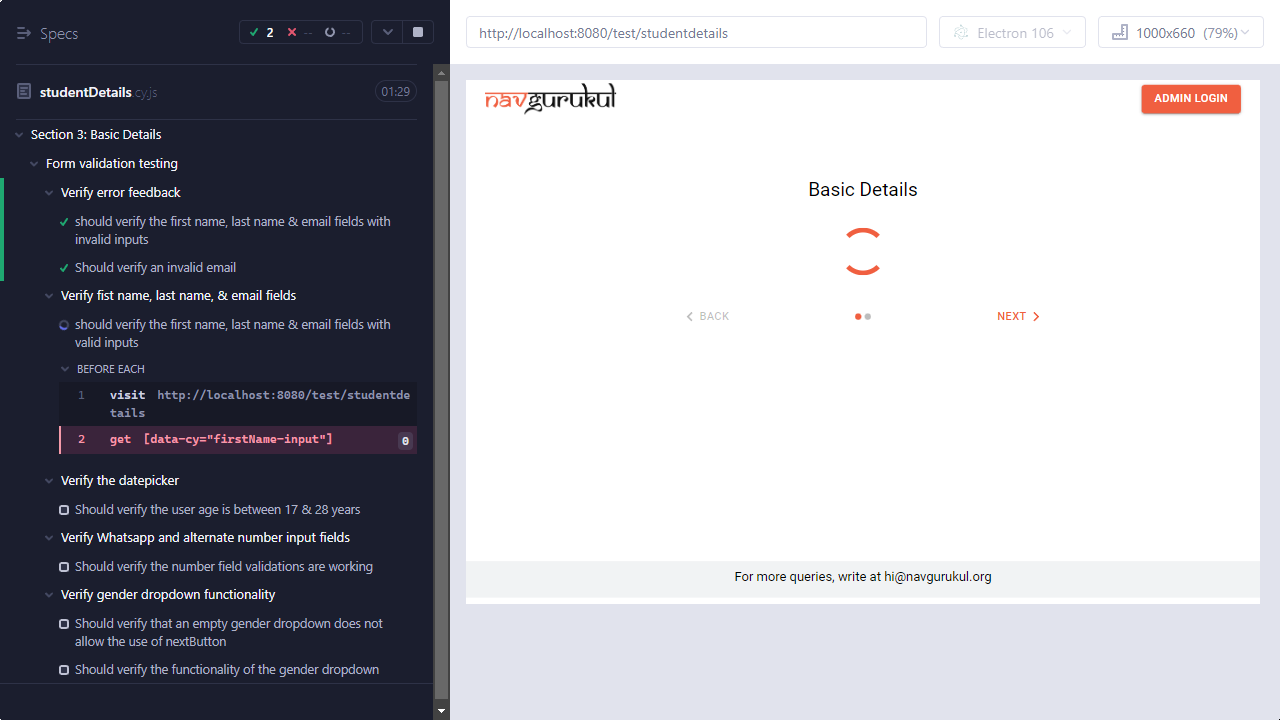 Specs
2
--
--
studentDetails.cy.js
01:29
Section 3: Basic Details
Form validation testing
Verify error feedback
should verify the first name, last name & email fields with
invalid inputs
Should verify an invalid email
Verify fist name, last name, & email fields
should verify the first name, last name & email fields with
valid inputs
BEFORE EACH
1 visit http://localhost:8080/test/studentde
tails
2 get [data-cy="firstName-input"] 0
Verify the datepicker
Should verify the user age is between 17 & 28 years
Verify Whatsapp and alternate number input fields
Should verify the number field validations are working
Verify gender dropdown functionality
Should verify that an empty gender dropdown does not
allow the use of nextButton
Should verify the functionality of the gender dropdown
http://localhost:8080/test/studentdetails
Electron 106
1000x660 (79%)
navgurukul
ADMIN LOGIN
Basic Details
BACK
NEXT
For more queries, write at hi@navgurukul.org